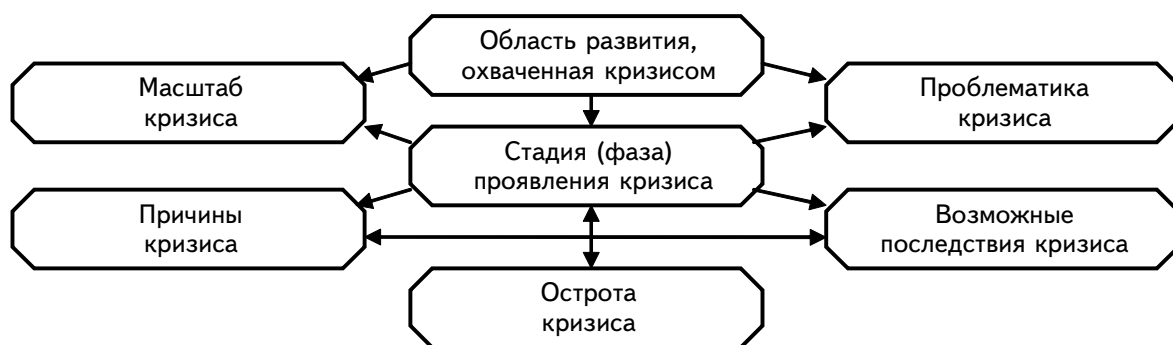 Область развития,
охваченная кризисом
Масштаб
кризиса
Проблематика
кризиса
Стадия (фаза)
проявления кризиса
Причины
кризиса
Возможные
последствия кризиса
Острота
кризиса